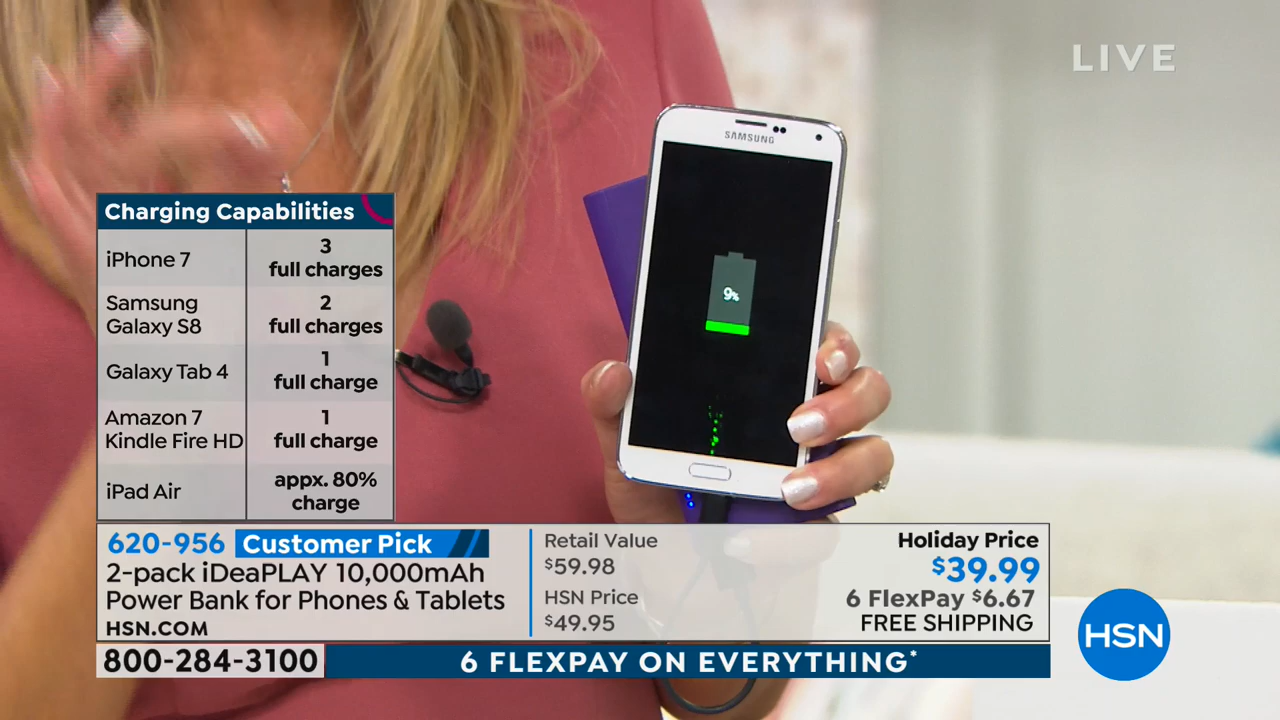 LIVE
SAMSUNG
9%
Charging Capabilities
iPhone 7
3
full charges
Samsung
Galaxy S8
2
full charges
Galaxy Tab 4
1
full charge
Amazon 7
Kindle Fire HD
1
full charge
iPad Air
appx. 80%
charge
620-956 Customer Pick
2-pack iDeaPLAY 10,000mAh
Power Bank for Phones & Tablets
HSN.COM
Retail Value
$59.98
HSN Price
$49.95
Holiday Price
$39.99
6 FlexPay $6.67
FREE SHIPPING
800-284-3100
6 FLEXPAY ON EVERYTHING*
HSN